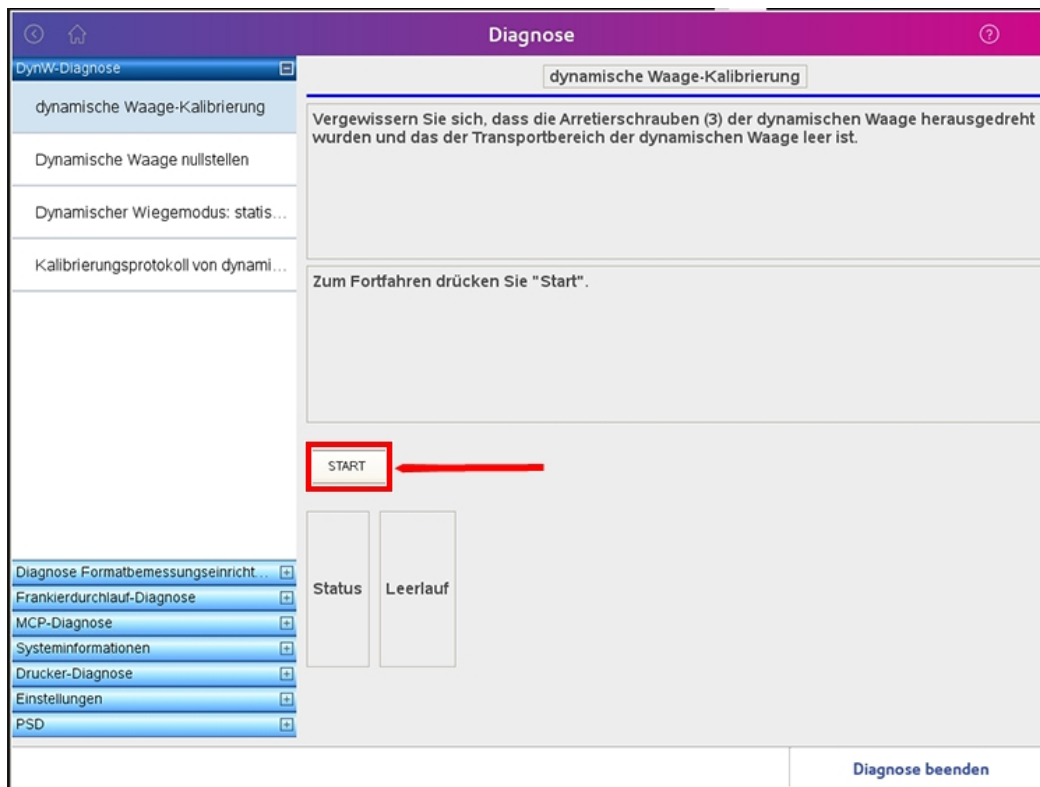 Diagnose
DynW-Diagnose
dynamische Waage-Kalibrierung
Dynamische Waage nullstellen
Dynamischer Wiegemodus: statis...
Kalibrierungsprotokoll von dynami...
Diagnose Formatbemessungseinricht...
Frankierdurchlauf-Diagnose
MCP-Diagnose
Systeminformationen
Drucker-Diagnose
Einstellungen
PSD
dynamische Waage-Kalibrierung
Vergewissern Sie sich, dass die Arretierschrauben (3) der dynamischen Waage herausgedreht
wurden und das der Transportbereich der dynamischen Waage leer ist.
Zum Fortfahren drücken Sie "Start".
START
Status
Leerlauf
Diagnose beenden